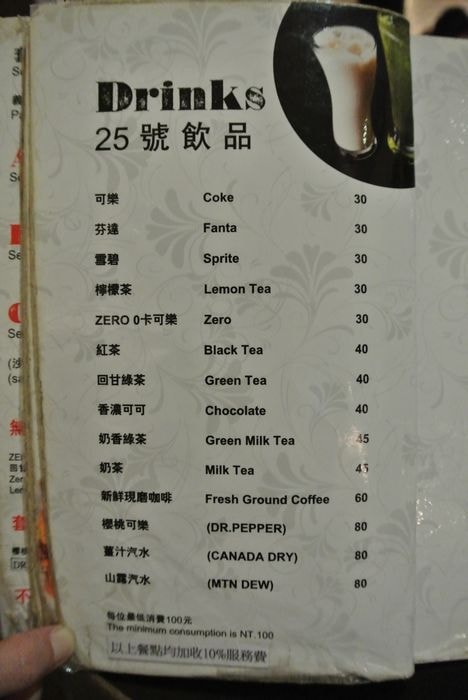 Drinks
25 號飲品
可樂 Coke 30
芬達 Fanta 30
雪碧 Sprite 30
檸檬茶 Lemon Tea 30
ZERO 0卡可樂 Zero 30
紅茶 Black Tea 40
回甘綠茶 Green Tea 40
香濃可可 Chocolate 40
奶香綠茶 Green Milk Tea 45
奶茶 Milk Tea 45
新鮮現磨咖啡 Fresh Ground Coffee 60
櫻桃可樂 (DR.PEPPER) 80
薑汁汽水 (CANADA DRY) 80
山露汽水 (MTN DEW) 80
每位最低消費100元
The minimum consumption is NT.100
以上餐點均加收10%服務費